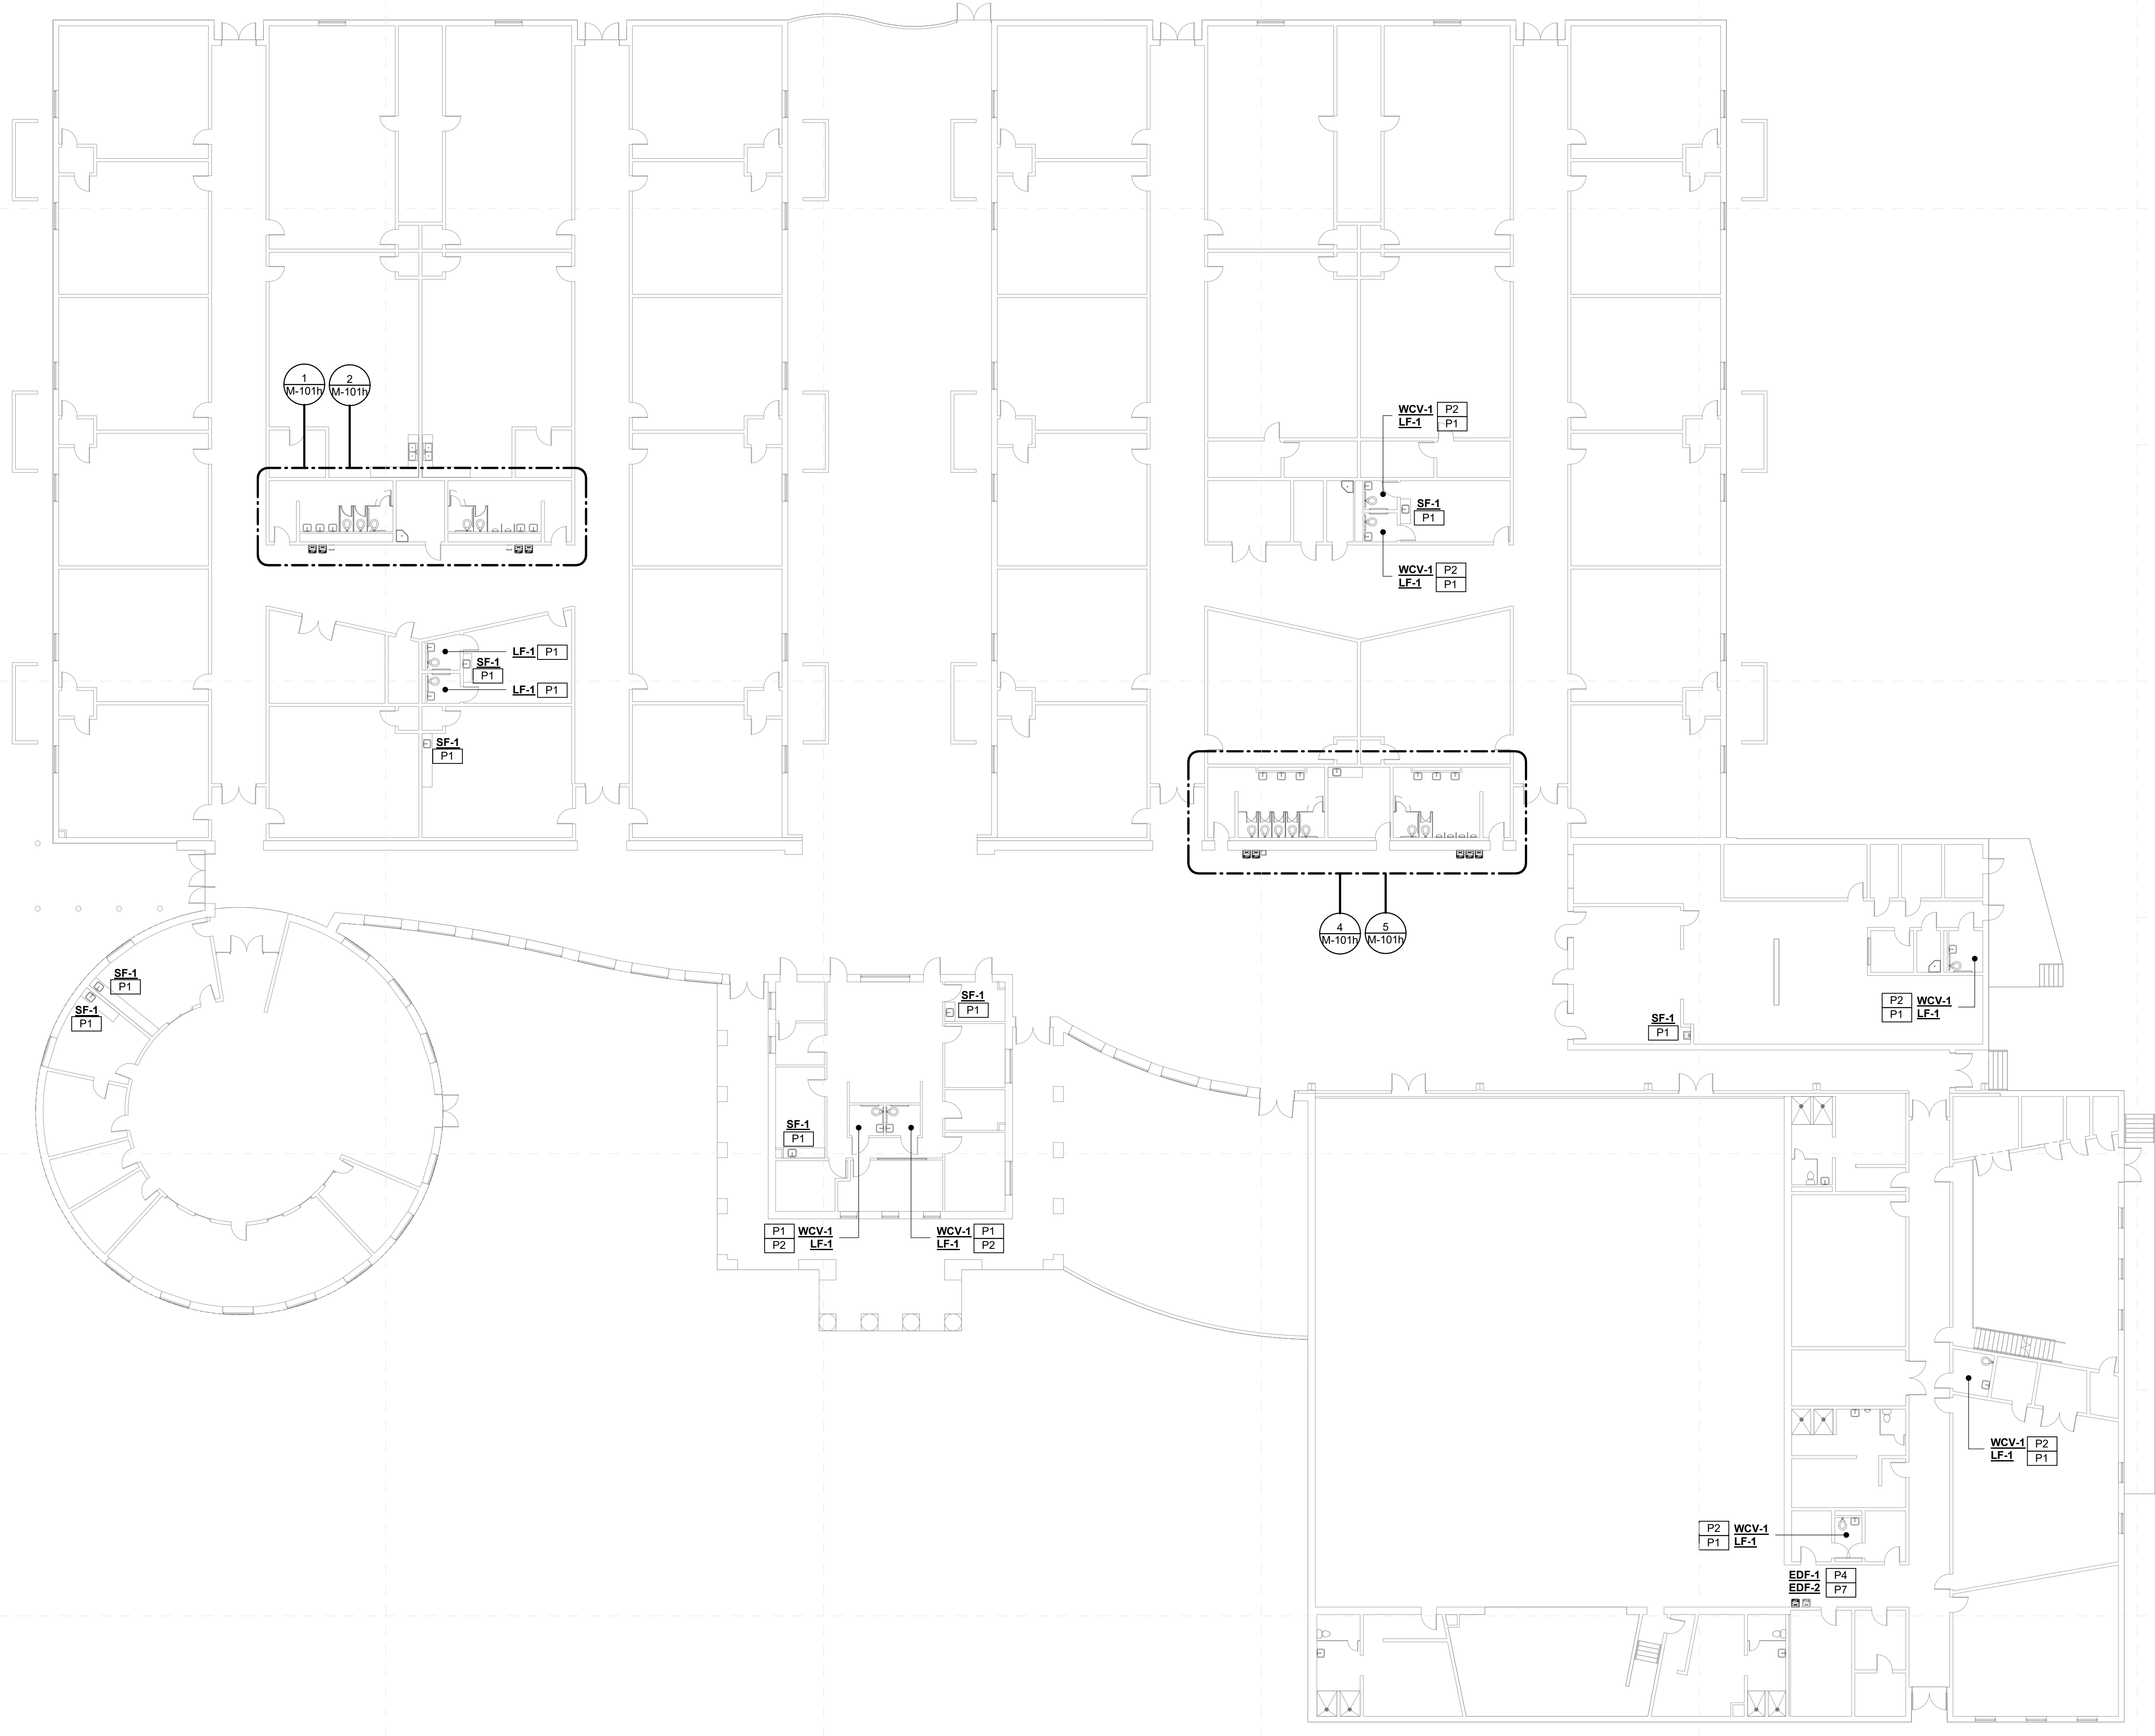 1
M-101h
2
M-101h
WCV-1 P2
LF-1 P1
SF-1
P1
WCV-1 P2
LF-1 P1
LF-1 P1
SF-1
P1
LF-1 P1
SF-1
P1
4
M-101h
5
M-101h
SF-1
P1
SF-1
P1
SF-1
P1
P2 WCV-1
P1 LF-1
SF-1
P1
SF-1
P1
P1 WCV-1
P2 LF-1
WCV-1 P1
LF-1 P2
WCV-1 P2
LF-1 P1
P2 WCV-1
P1 LF-1
EDF-1 P4
EDF-2 P7